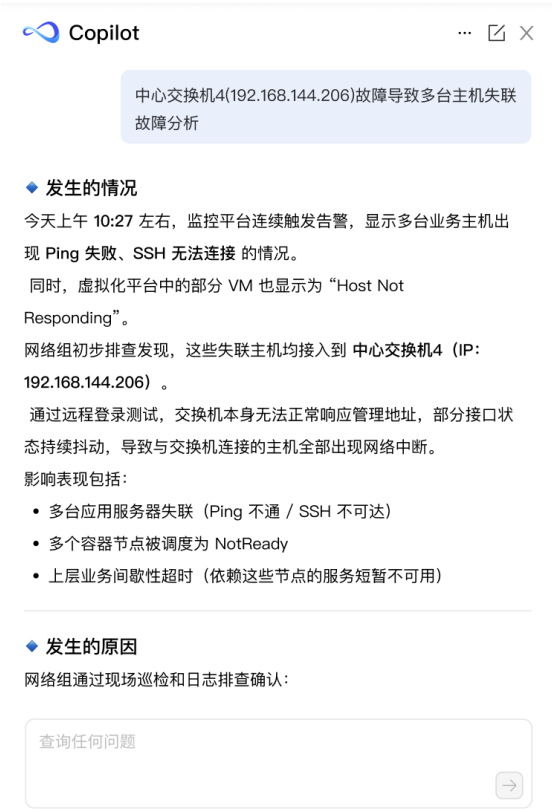 Copilot
中心交换机4(192.168.144.206)故障导致多台主机失联
故障分析
发生的情况
今天上午 10:27 左右，监控平台连续触发告警，显示多台业务主机出
现 Ping 失败、SSH 无法连接 的情况。
同时，虚拟化平台中的部分 VM 也显示为 “Host Not
Responding”。
网络组初步排查发现，这些失联主机均接入到 中心交换机4（IP：
192.168.144.206）。
通过远程登录测试，交换机本身无法正常响应管理地址，部分接口状
态持续抖动，导致与交换机连接的主机全部出现网络中断。
影响表现包括：
• 多台应用服务器失联（Ping 不通 / SSH 不可达）
• 多个容器节点被调度为 NotReady
• 上层业务间歇性超时（依赖这些节点的服务短暂不可用）
发生的原因
网络组通过现场巡检和日志排查确认：
查询任何问题